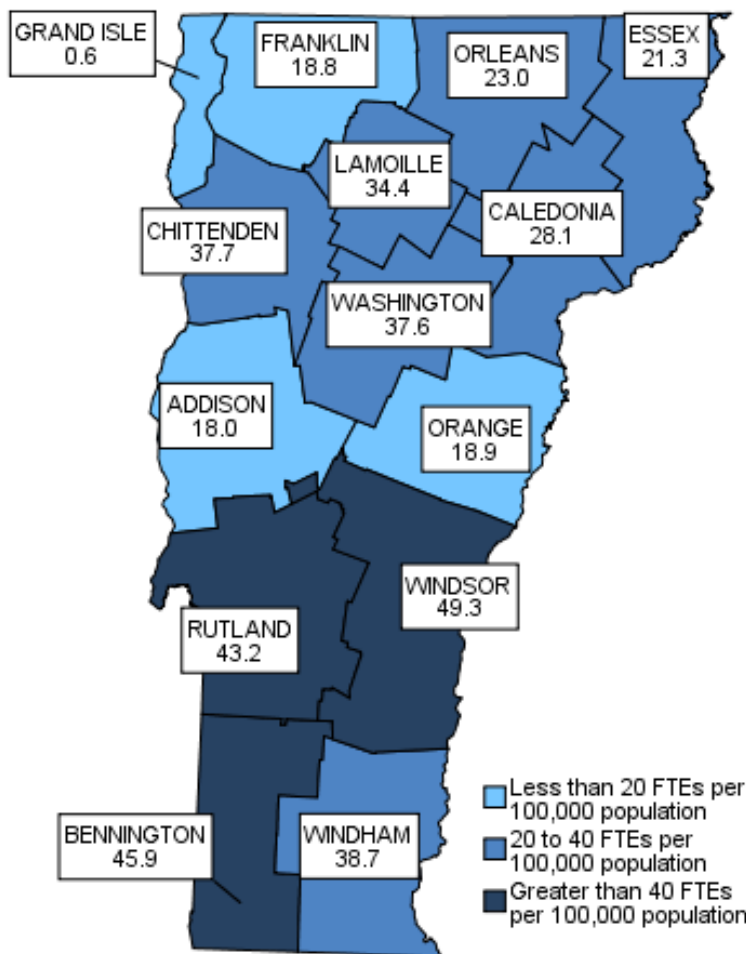 GRAND ISLE
0.6
FRANKLIN
18.8
ORLEANS
23.0
ESSEX
21.3
LAMOILLE
34.4
CALEDONIA
28.1
CHITTENDEN
37.7
WASHINGTON
37.6
ADDISON
18.0
ORANGE
18.9
WINDSOR
49.3
RUTLAND
43.2
BENNINGTON
45.9
WINDHAM
38.7
Less than 20 FTEs per
100,000 population
20 to 40 FTEs per
100,000 population
Greater than 40 FTEs
per 100,000 population